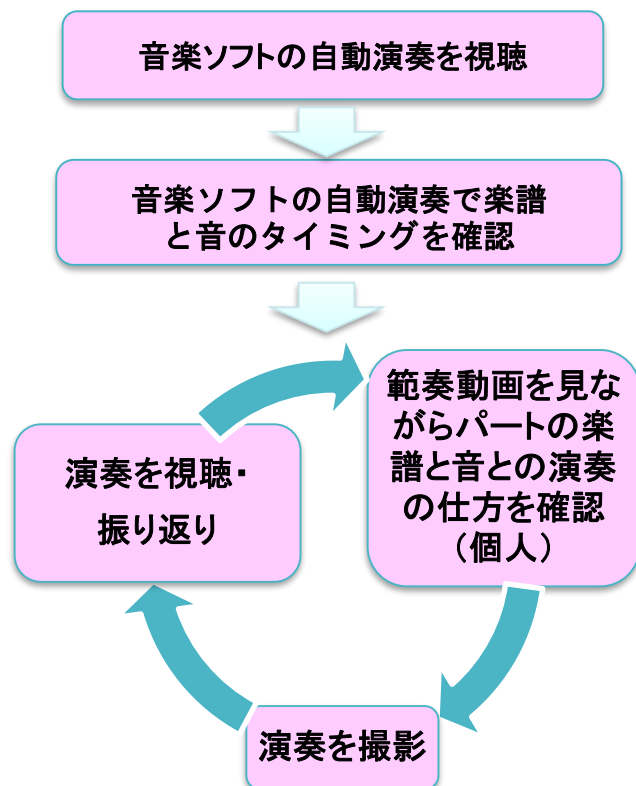 音楽ソフトの自動演奏を視聴
音楽ソフトの自動演奏で楽譜
と音のタイミングを確認
範奏動画を見な
がらパートの楽
譜と音との演奏
の仕方を確認
（個人）
演奏を視聴・
振り返り
演奏を撮影